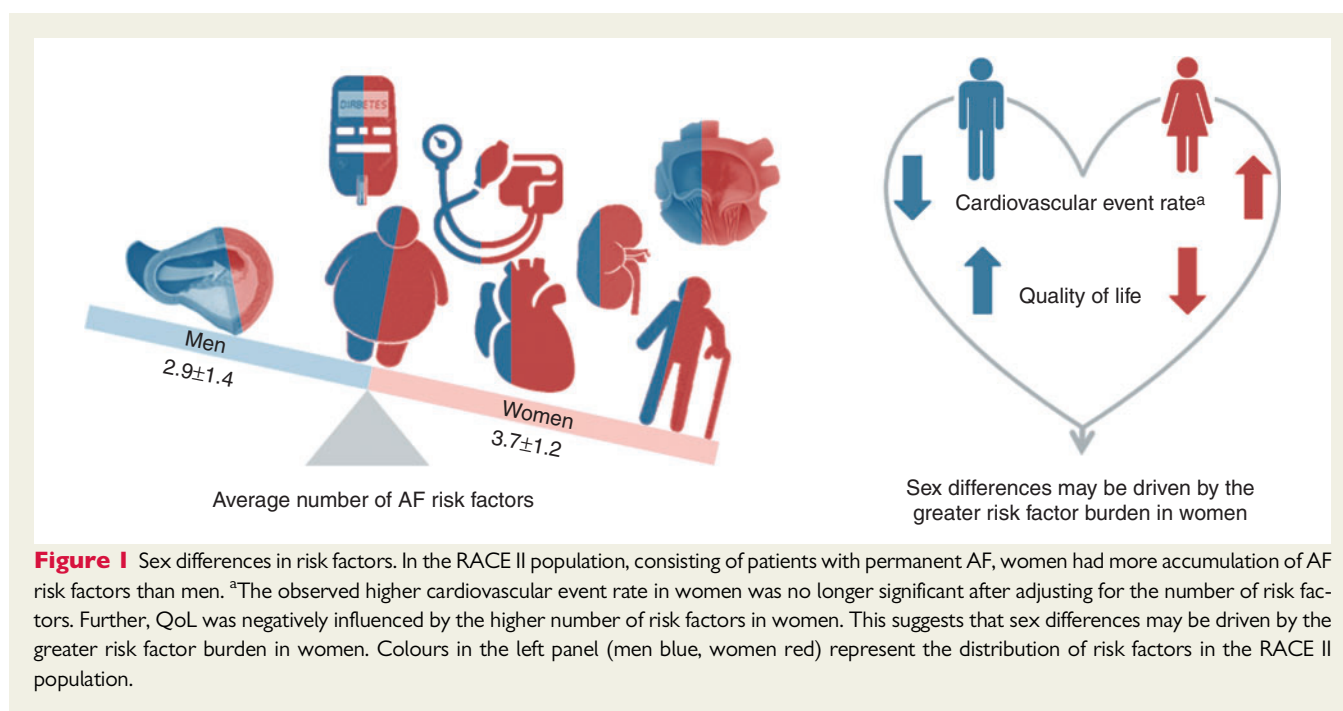 DIABETES
Men
2.9±1.4
Women
3.7±1.2
Average number of AF risk factors
Cardiovascular event rateᵃ
Quality of life
Sex differences may be driven by the
greater risk factor burden in women
Figure 1 Sex differences in risk factors. In the RACE II population, consisting of patients with permanent AF, women had more accumulation of AF
risk factors than men. ᵃThe observed higher cardiovascular event rate in women was no longer significant after adjusting for the number of risk fac-
tors. Further, QoL was negatively influenced by the higher number of risk factors in women. This suggests that sex differences may be driven by the
greater risk factor burden in women. Colours in the left panel (men blue, women red) represent the distribution of risk factors in the RACE II
population.